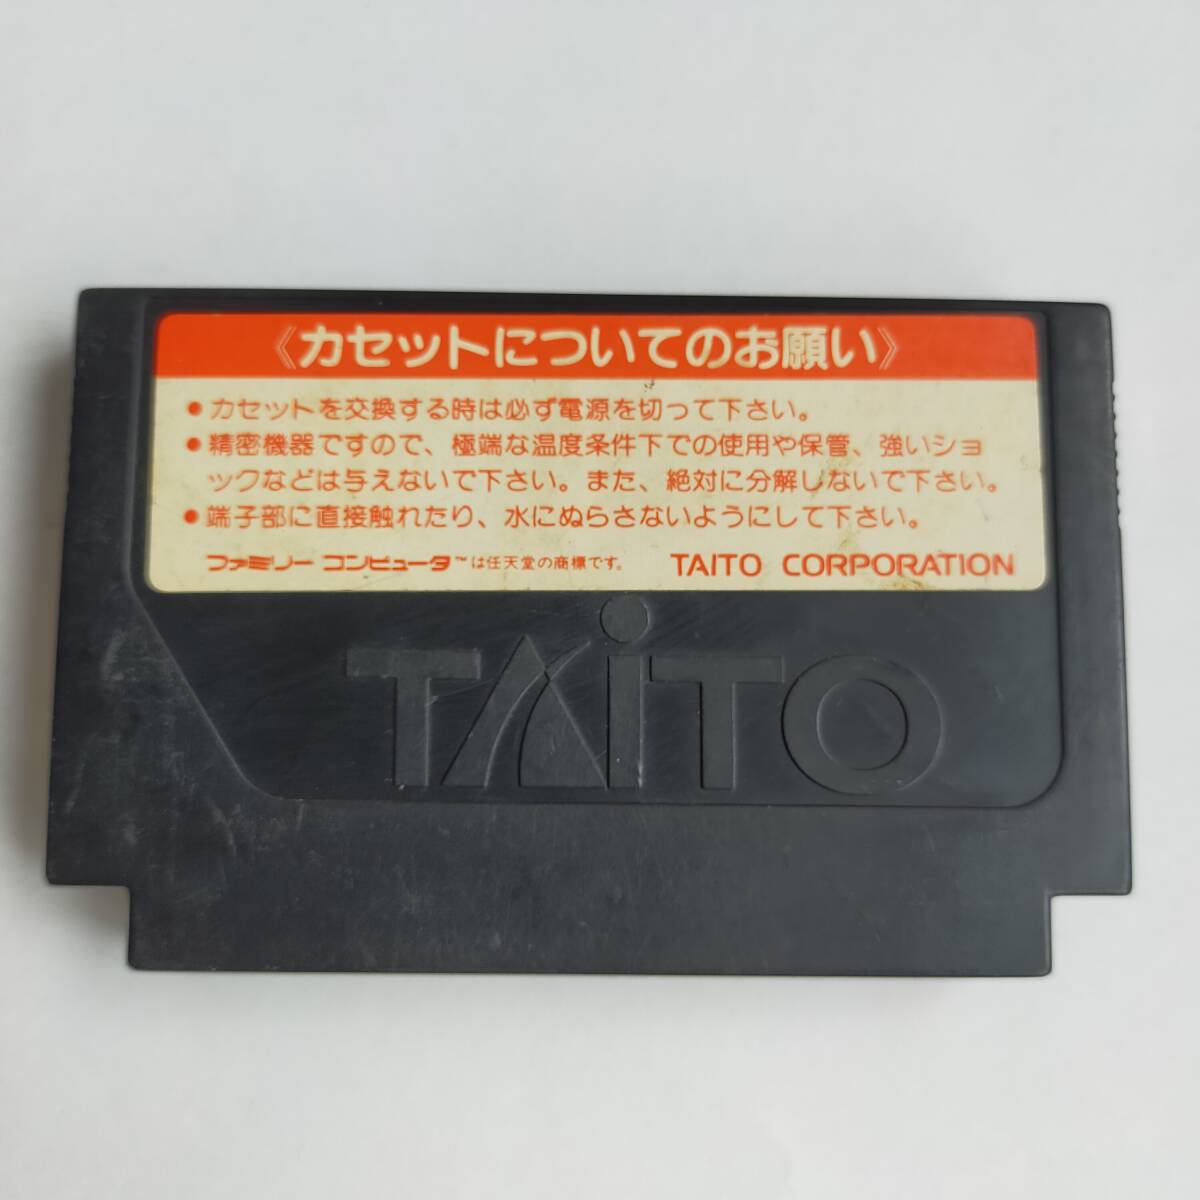 《カセットについてのお願い》
●カセットを交換する時は必ず電源を切って下さい。
●精密機器ですので、極端な温度条件下での使用や保管、強いショ
ックなどは与えないで下さい。また、絶対に分解しないで下さい。
●端子部に直接触れたり、水にぬらさないようにして下さい。
ファミリー コンピュータ™は任天堂の商標です。 TAITO CORPORATION
TAiTO